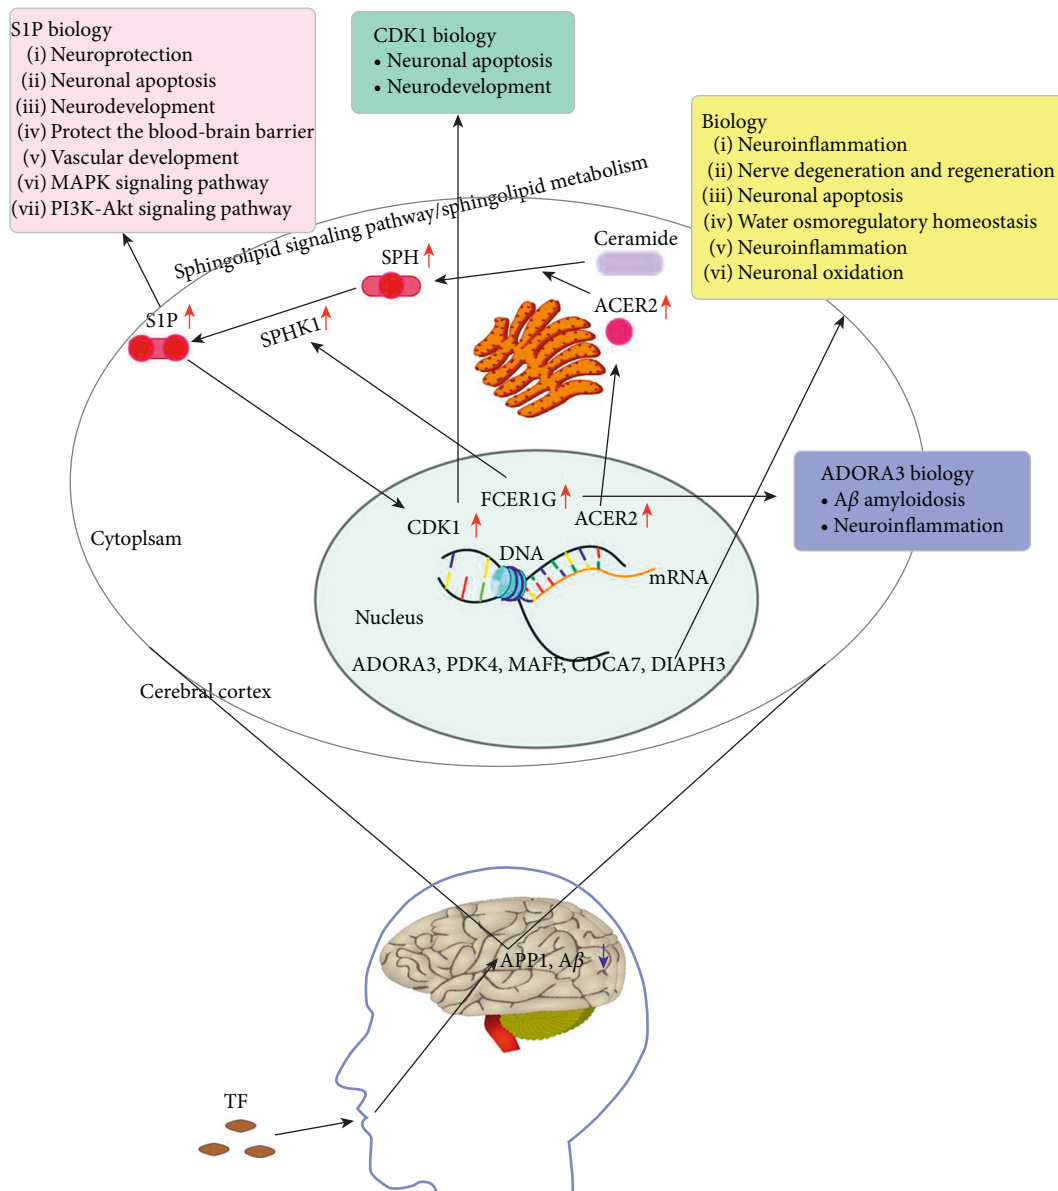 S1P biology
(i) Neuroprotection
(ii) Neuronal apoptosis
(iii) Neurodevelopment
(iv) Protect the blood-brain barrier
(v) Vascular development
(vi) MAPK signaling pathway
(vii) PI3K-Akt signaling pathway
CDK1 biology
• Neuronal apoptosis
• Neurodevelopment
Biology
(i) Neuroinflammation
(ii) Nerve degeneration and regeneration
(iii) Neuronal apoptosis
(iv) Water osmoregulatory homeostasis
(v) Neuroinflammation
(vi) Neuronal oxidation
Sphingolipid signaling pathway/sphingolipid metabolism
Ceramide
SPH
ACER2
S1P
SPHK1
ADORA3 biology
• Aβ amyloidosis
• Neuroinflammation
FCER1G
CDK1
ACER2
Cytoplsam
DNA
mRNA
Nucleus
ADORA3, PDK4, MAFF, CDCA7, DIAPH3
Cerebral cortex
APP1, Aβ
TF